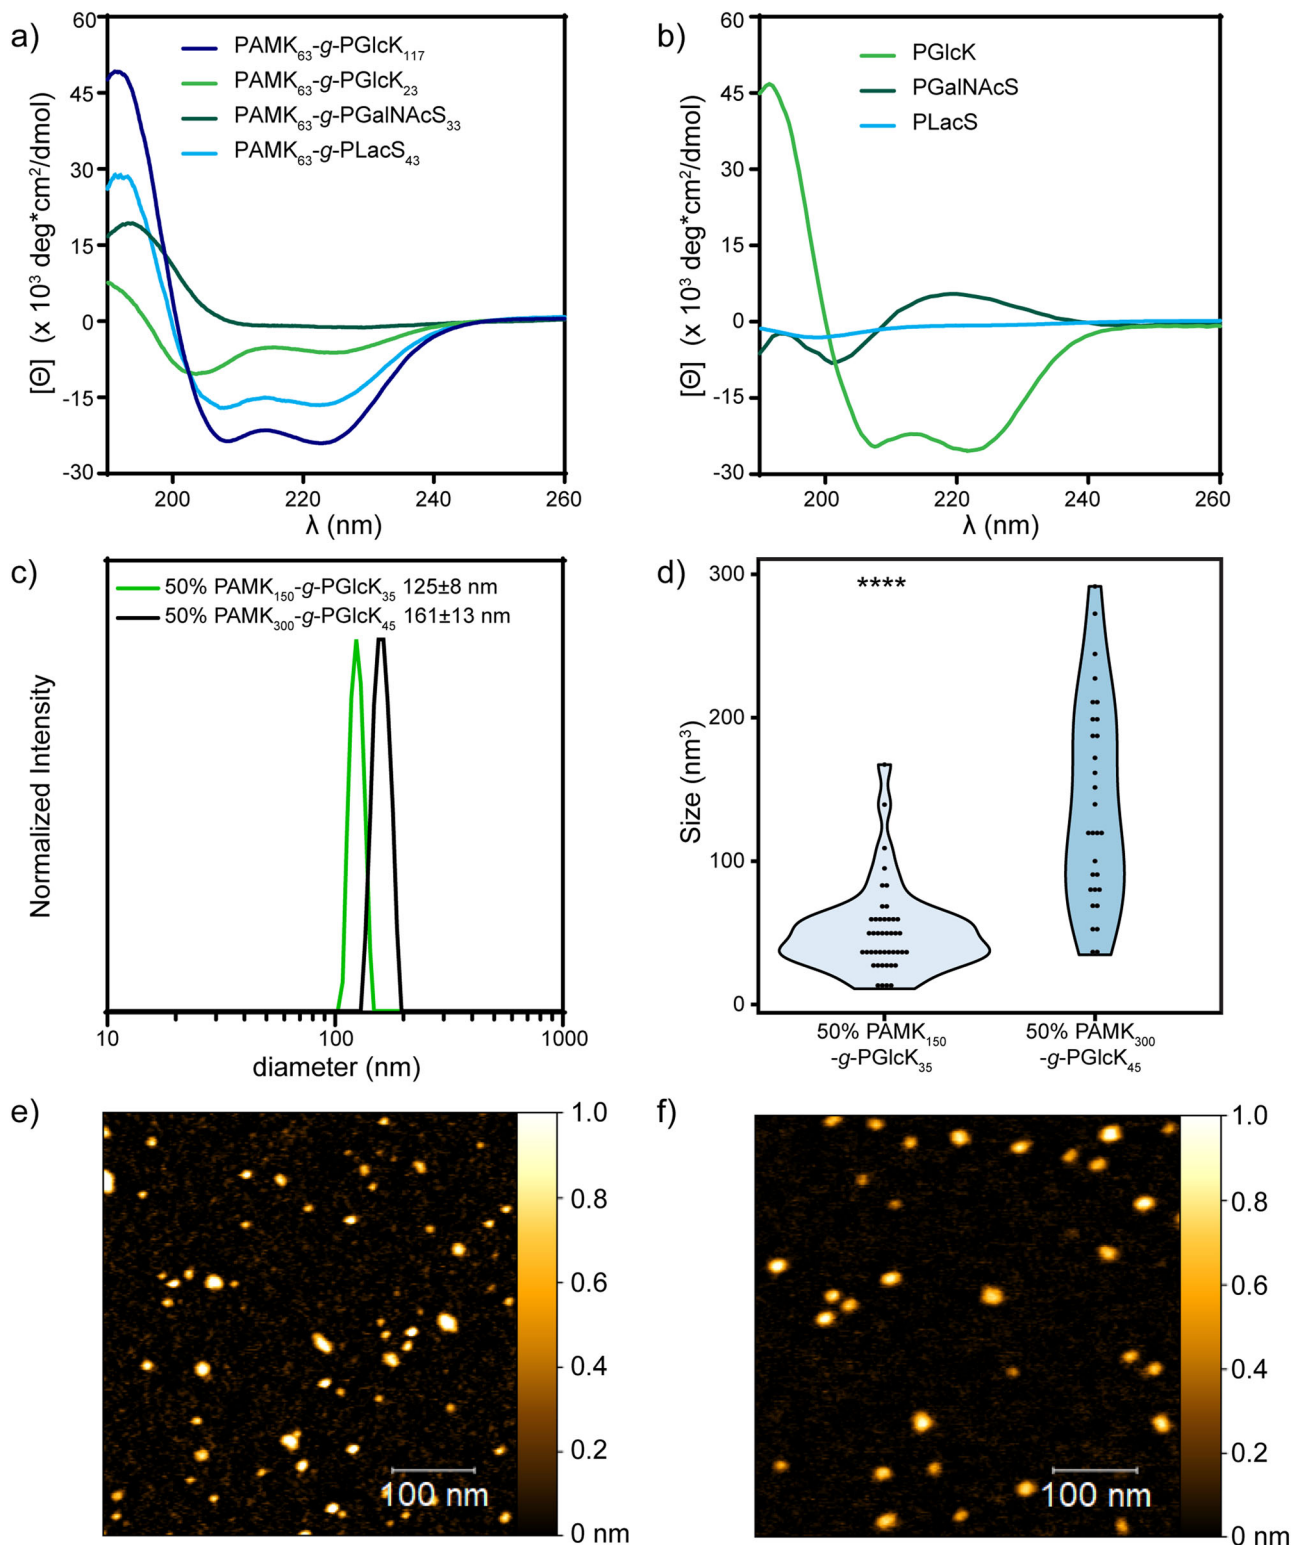 a)
PAMK63-g-PGlcK117
PAMK63-g-PGlcK23
PAMK63-g-PGalNAcS33
PAMK63-g-PLacS43
60
45
30
15
0
-15
-30
[Θ] (x 10³ deg*cm²/dmol)
200
220
240
260
λ (nm)
b)
PGlcK
PGalNAcS
PLacS
60
45
30
15
0
-15
-30
[Θ] (x 10³ deg*cm²/dmol)
200
220
240
260
λ (nm)
c)
50% PAMK150-g-PGlcK35 125±8 nm
50% PAMK300-g-PGlcK45 161±13 nm
Normalized Intensity
10
100
1000
diameter (nm)
d)
****
300
200
100
0
Size (nm³)
50% PAMK150
-g-PGlcK35
50% PAMK300
-g-PGlcK45
e)
1.0
0.8
0.6
0.4
0.2
0 nm
100 nm
f)
1.0
0.8
0.6
0.4
0.2
0 nm
100 nm